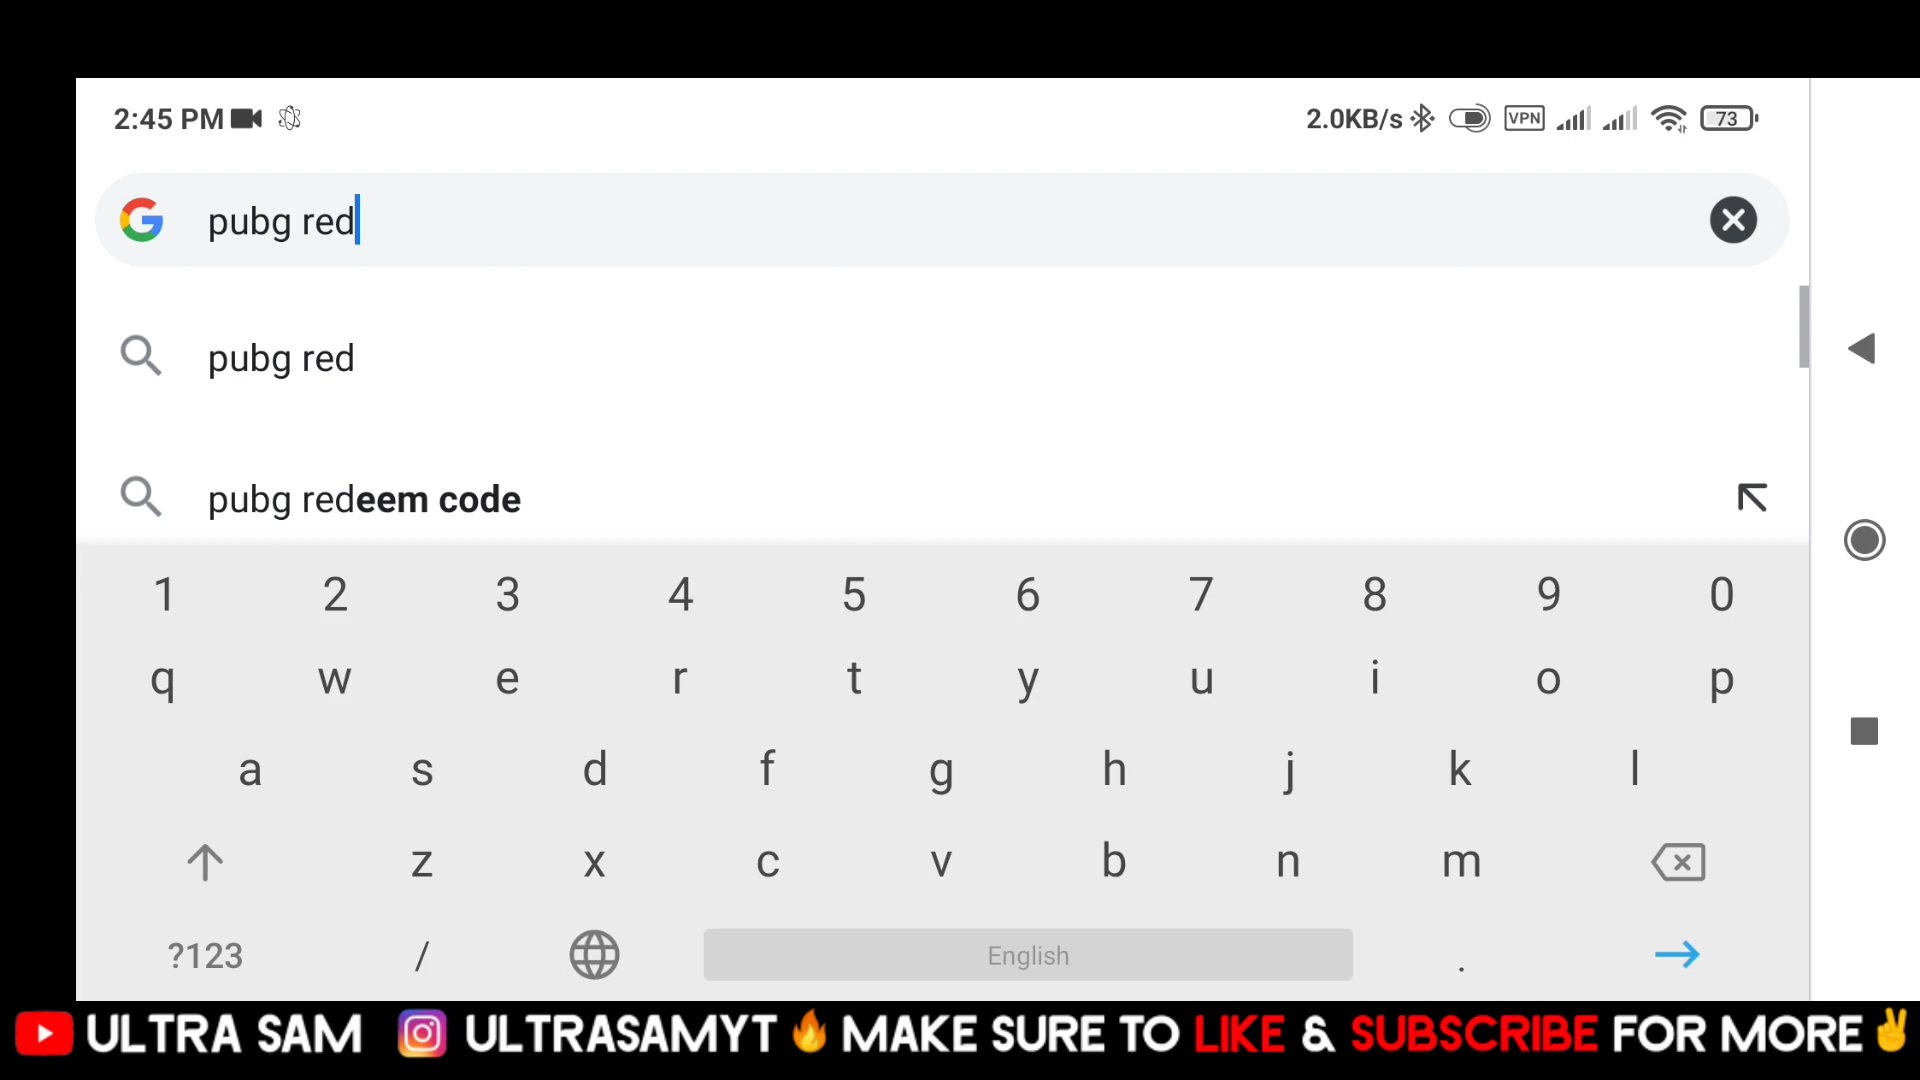 2:45 PM 2.0KB/s VPN 73
pubg red
pubg red
pubg redeem code
1 2 3 4 5 6 7 8 9 0
q w e r t y u i o p
a s d f g h j k l
z x c v b n m
?123 / English .
ULTRA SAM ULTRASAMYT🔥MAKE SURE TO LIKE & SUBSCRIBE FOR MORE✌